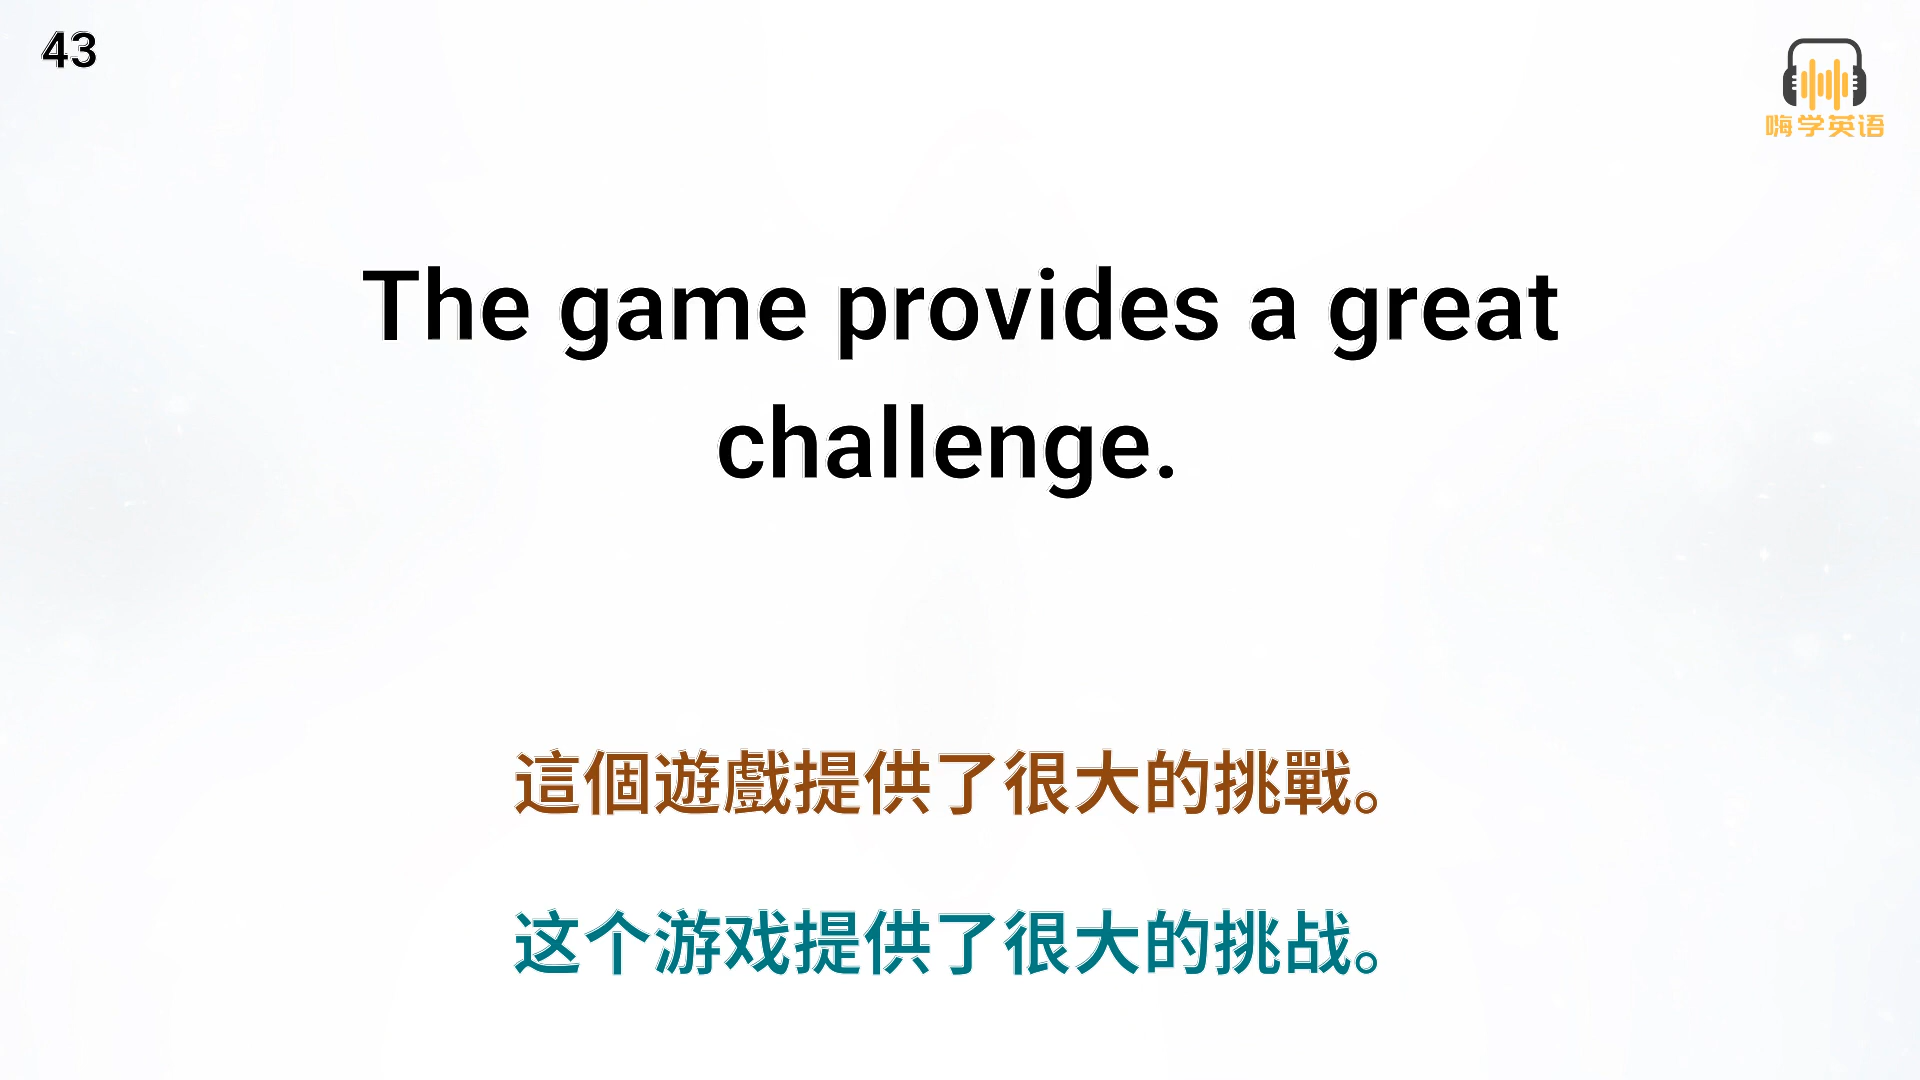 43
嗨学英语
The game provides a great
challenge.
這個遊戲提供了很大的挑戰。
这个游戏提供了很大的挑战。